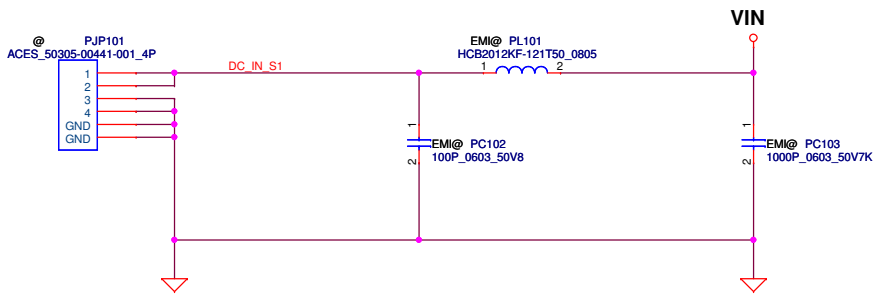 VIN
@ PJP101
ACES_50305-00441-001_4P
EMI@ PL101
HCB2012KF-121T50_0805
1
2
3
4
GND
GND
DC_IN_S1
1 2
1
2
EMI@ PC102
100P_0603_50V8
1
2
EMI@ PC103
1000P_0603_50V7K